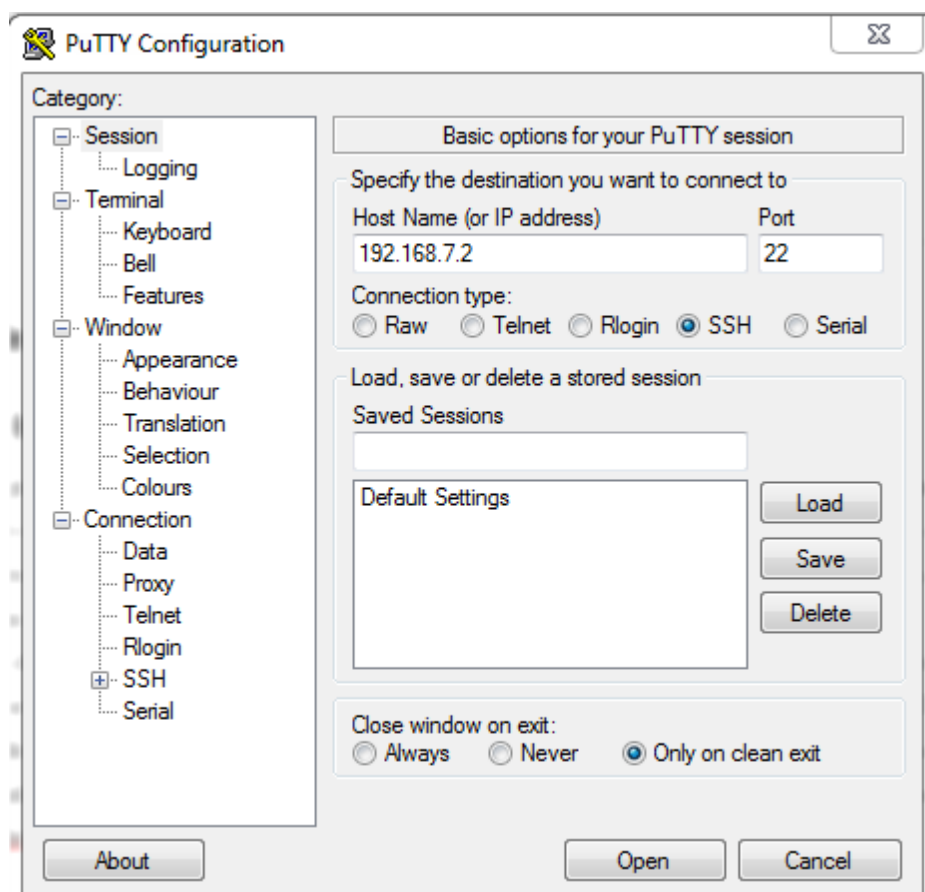 PuTTY Configuration
Category:
Session
Logging
Terminal
Keyboard
Bell
Features
Window
Appearance
Behaviour
Translation
Selection
Colours
Connection
Data
Proxy
Telnet
Rlogin
SSH
Serial
Basic options for your PuTTY session
Specify the destination you want to connect to
Host Name (or IP address) Port
192.168.7.2 22
Connection type:
Raw Telnet Rlogin SSH Serial
Load, save or delete a stored session
Saved Sessions
Default Settings
Load
Save
Delete
Close window on exit:
Always Never Only on clean exit
About Open Cancel